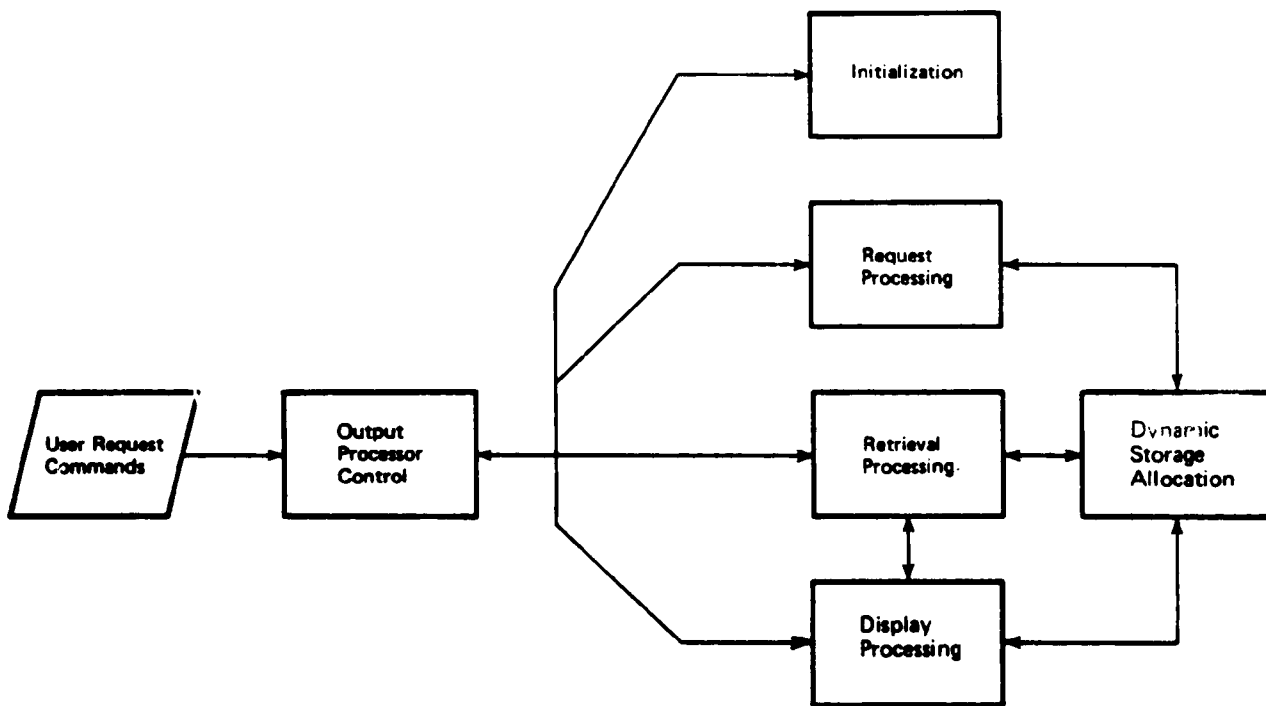 Initialization
Request
Processing
User Request
Commands
Output
Processor
Control
Retrieval
Processing
Dynamic
Storage
Allocation
Display
Processing